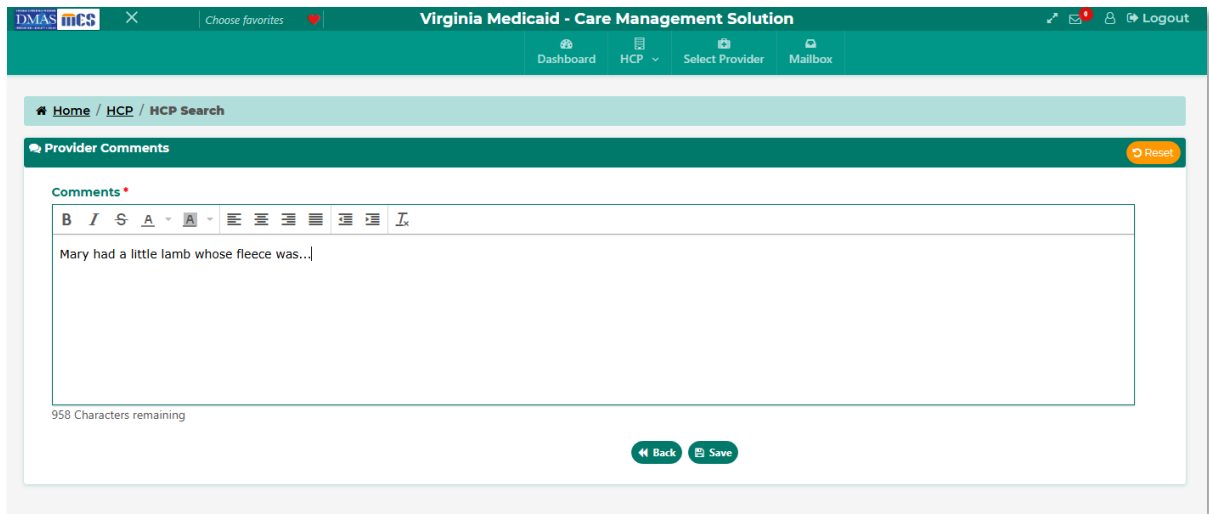 DMAS mes
Choose favorites
Virginia Medicaid - Care Management Solution
Logout
Dashboard
HCP
Select Provider
Mailbox
Home / HCP / HCP Search
Provider Comments
Reset
Comments *
B I S A A
Mary had a little lamb whose fleece was...
958 Characters remaining
Back
Save